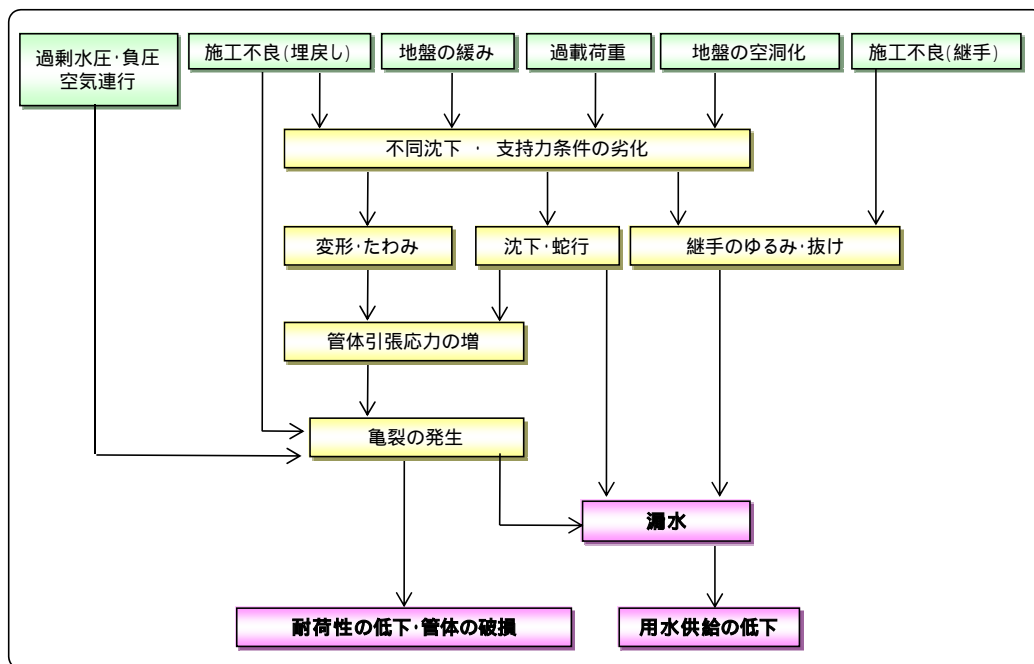 過剰水圧・負圧
空気連行
施工不良(埋戻し)
地盤の緩み
過載荷重
地盤の空洞化
施工不良(継手)
不同沈下 ・ 支持力条件の劣化
変形・たわみ
沈下・蛇行
継手のゆるみ・抜け
管体引張応力の増
亀裂の発生
漏水
耐荷性の低下・管体の破損
用水供給の低下